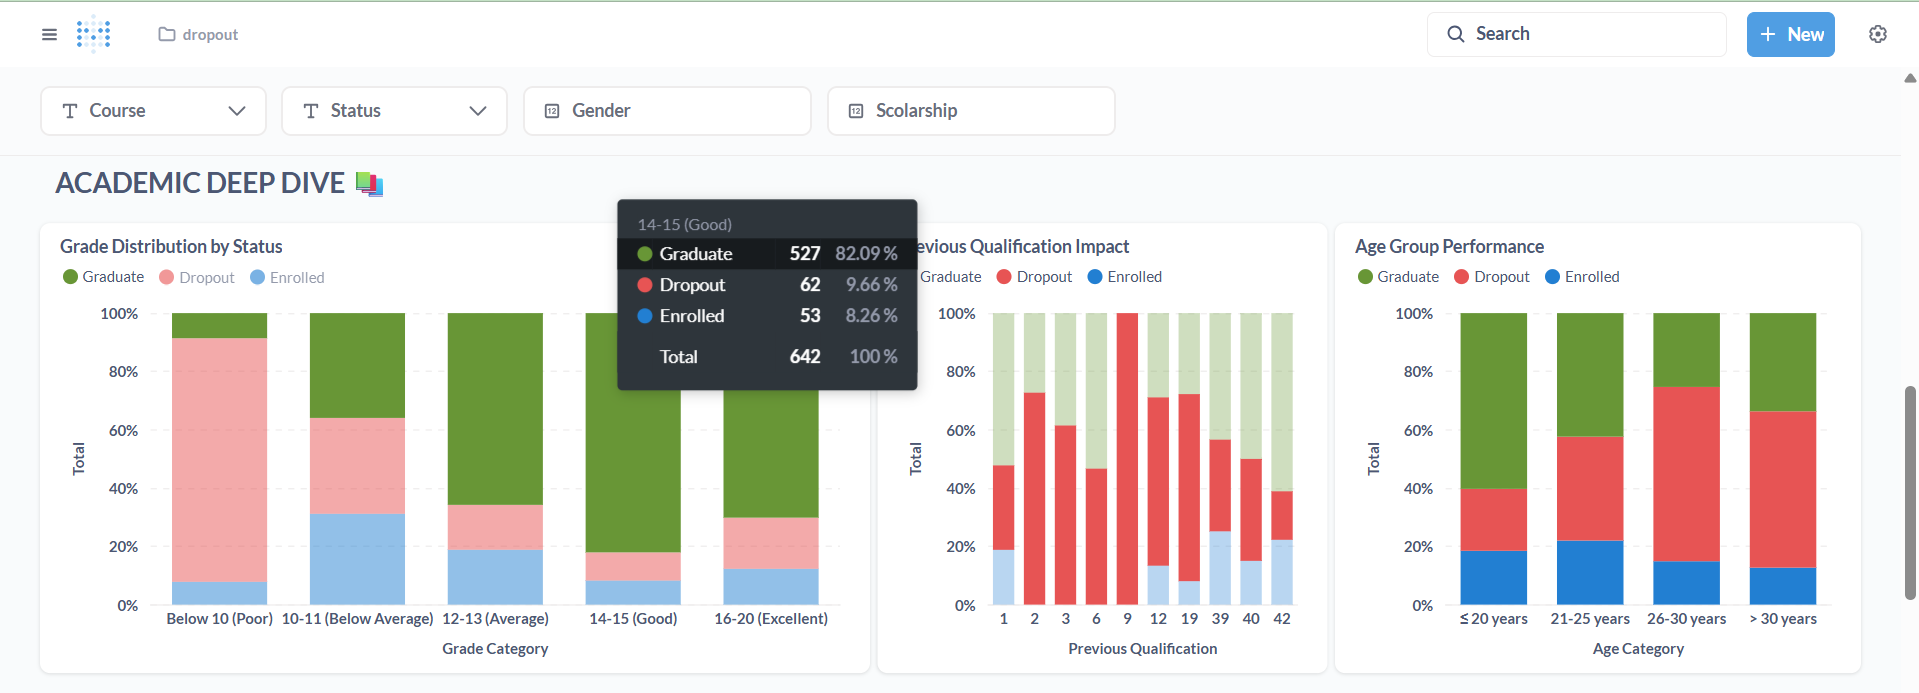 dropout
Search
+ New
Course
Status
12 Gender
12 Scolarship
ACADEMIC DEEP DIVE
Grade Distribution by Status
Graduate Dropout Enrolled
100%
80%
60%
40%
20%
0%
Total
Below 10 (Poor) 10-11 (Below Average) 12-13 (Average) 14-15 (Good) 16-20 (Excellent)
Grade Category
14-15 (Good)
Graduate 527 82.09 %
Dropout 62 9.66 %
Enrolled 53 8.26 %
Total 642 100 %
evious Qualification Impact
Graduate Dropout Enrolled
100%
80%
60%
40%
20%
0%
Total
1 2 3 6 9 12 19 39 40 42
Previous Qualification
Age Group Performance
Graduate Dropout Enrolled
100%
80%
60%
40%
20%
0%
Total
≤ 20 years 21-25 years 26-30 years > 30 years
Age Category